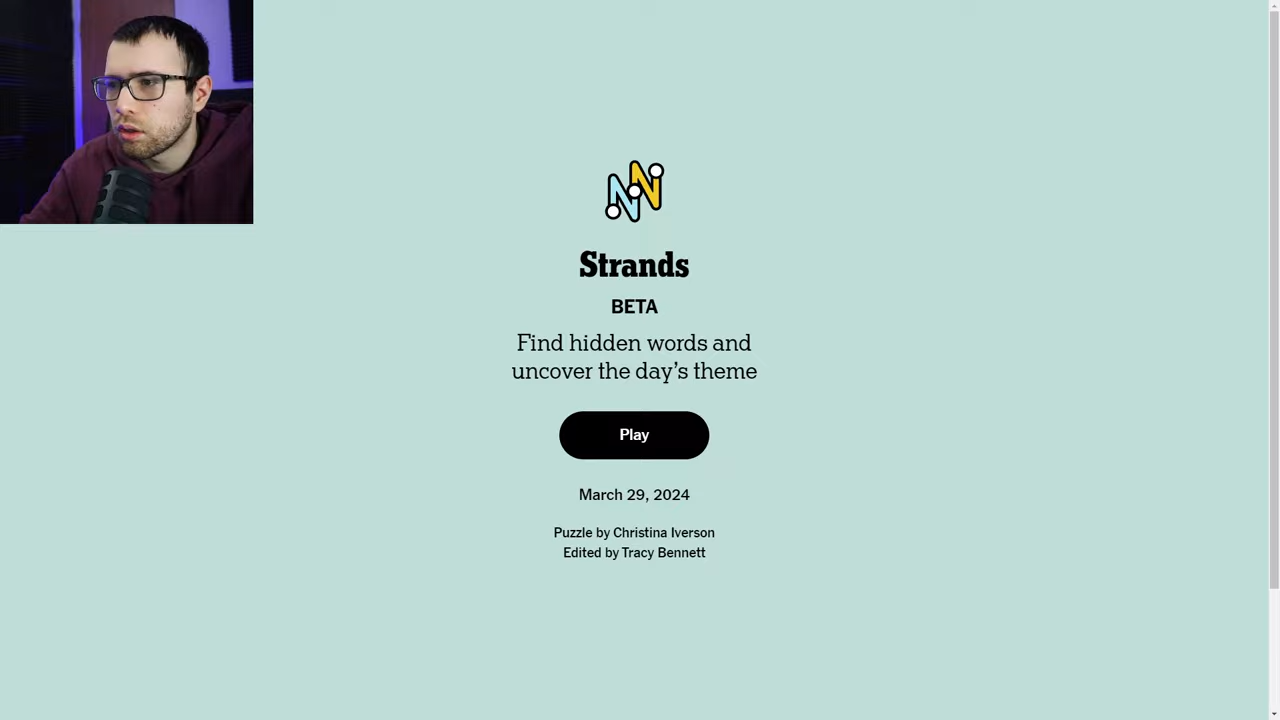 Strands
BETA
Find hidden words and
uncover the day's theme
Play
March 29, 2024
Puzzle by Christina Iverson
Edited by Tracy Bennett